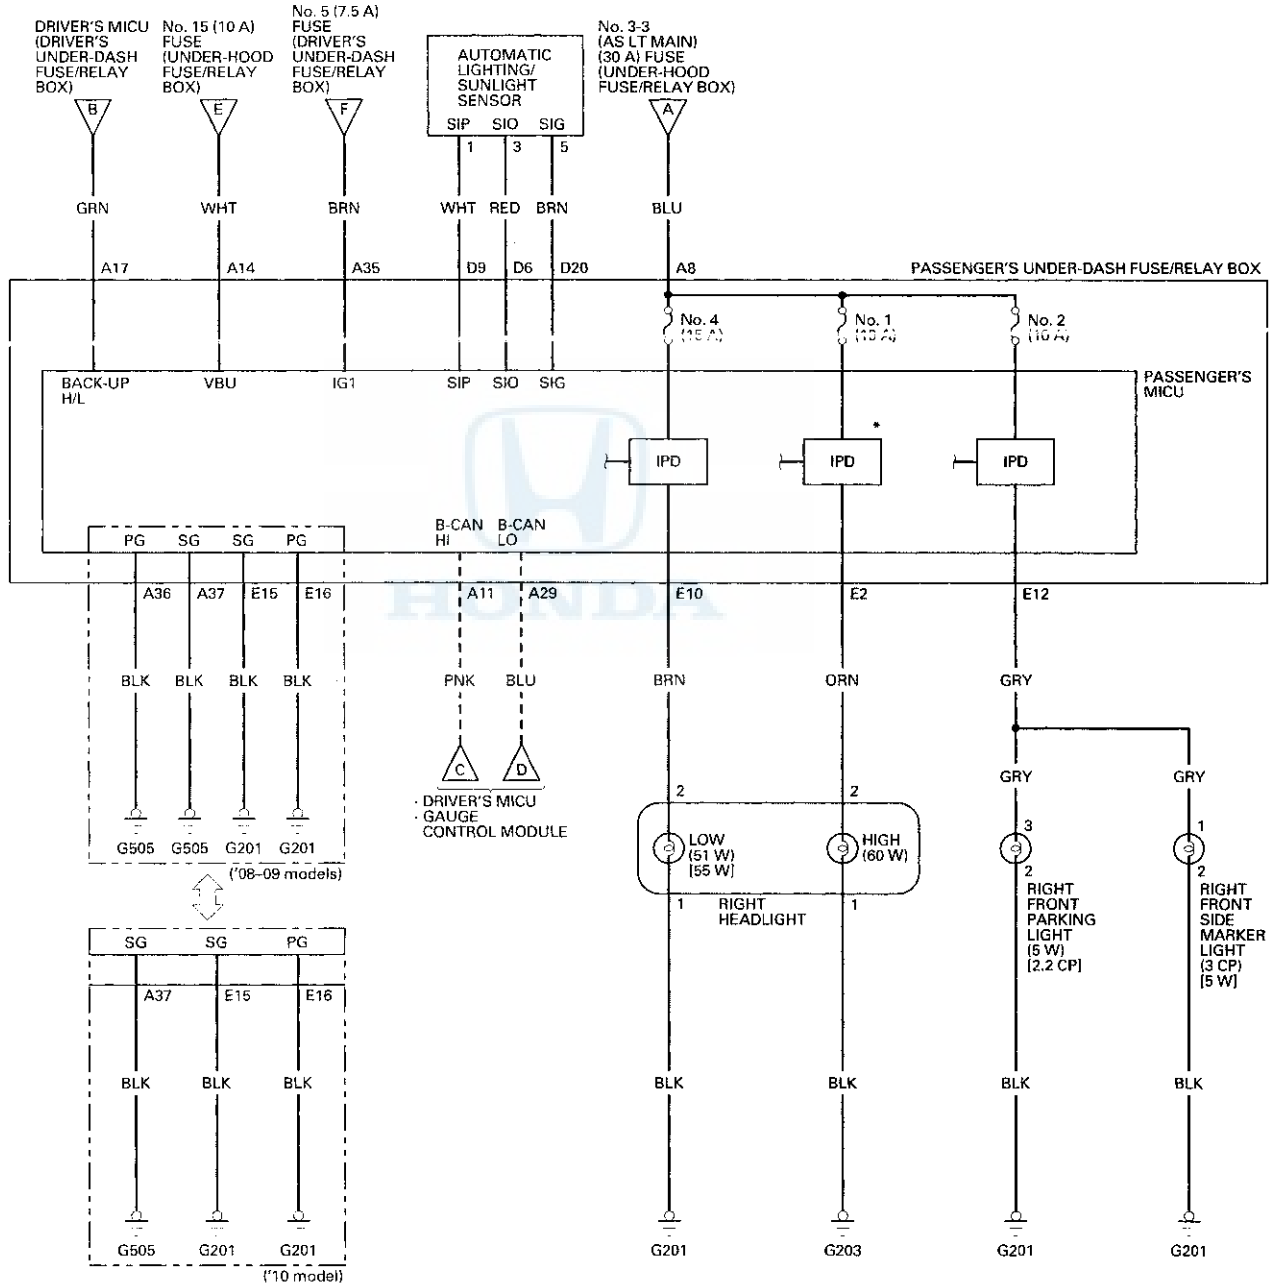 DRIVER'S MICU
(DRIVER'S
UNDER-DASH
FUSE/RELAY
BOX)
No. 15 (10 A)
FUSE
(UNDER-HOOD
FUSE/RELAY
BOX)
No. 5 (7.5 A)
FUSE
(DRIVER'S
UNDER-DASH
FUSE/RELAY
BOX)
AUTOMATIC
LIGHTING/
SUNLIGHT
SENSOR
No. 3-3
(AS LT MAIN)
(30 A) FUSE
(UNDER-HOOD
FUSE/RELAY BOX)
B E F A
SIP SIO SIG
1 3 5
GRN WHT BRN WHT RED BRN BLU
A17 A14 A35 D9 D6 D20 A8
PASSENGER'S UNDER-DASH FUSE/RELAY BOX
No. 4
(15 A)
No. 1
(10 A)
No. 2
(10 A)
BACK-UP
H/L
VBU IG1 SIP SIO SIG
PASSENGER'S
MICU
*
IPD IPD IPD
B-CAN
HI
B-CAN
LO
PG SG SG PG
A36 A37 E15 E16 A11 A29 E10 E2 E12
HONDA
BLK BLK BLK BLK PNK BLU BRN ORN GRY
C D
GRY GRY
· DRIVER'S MICU
· GAUGE
CONTROL MODULE
2 2 3 1
G505 G505 G201 G201
('08–09 models)
LOW
(51 W)
[55 W]
HIGH
(60 W)
1 1 2 2
RIGHT
HEADLIGHT
RIGHT
FRONT
PARKING
LIGHT
(5 W)
[2.2 CP]
RIGHT
FRONT
SIDE
MARKER
LIGHT
(3 CP)
[5 W]
SG SG PG
A37 E15 E16
BLK BLK BLK BLK BLK BLK BLK
G505 G201 G201 G201 G203 G201 G201
('10 model)